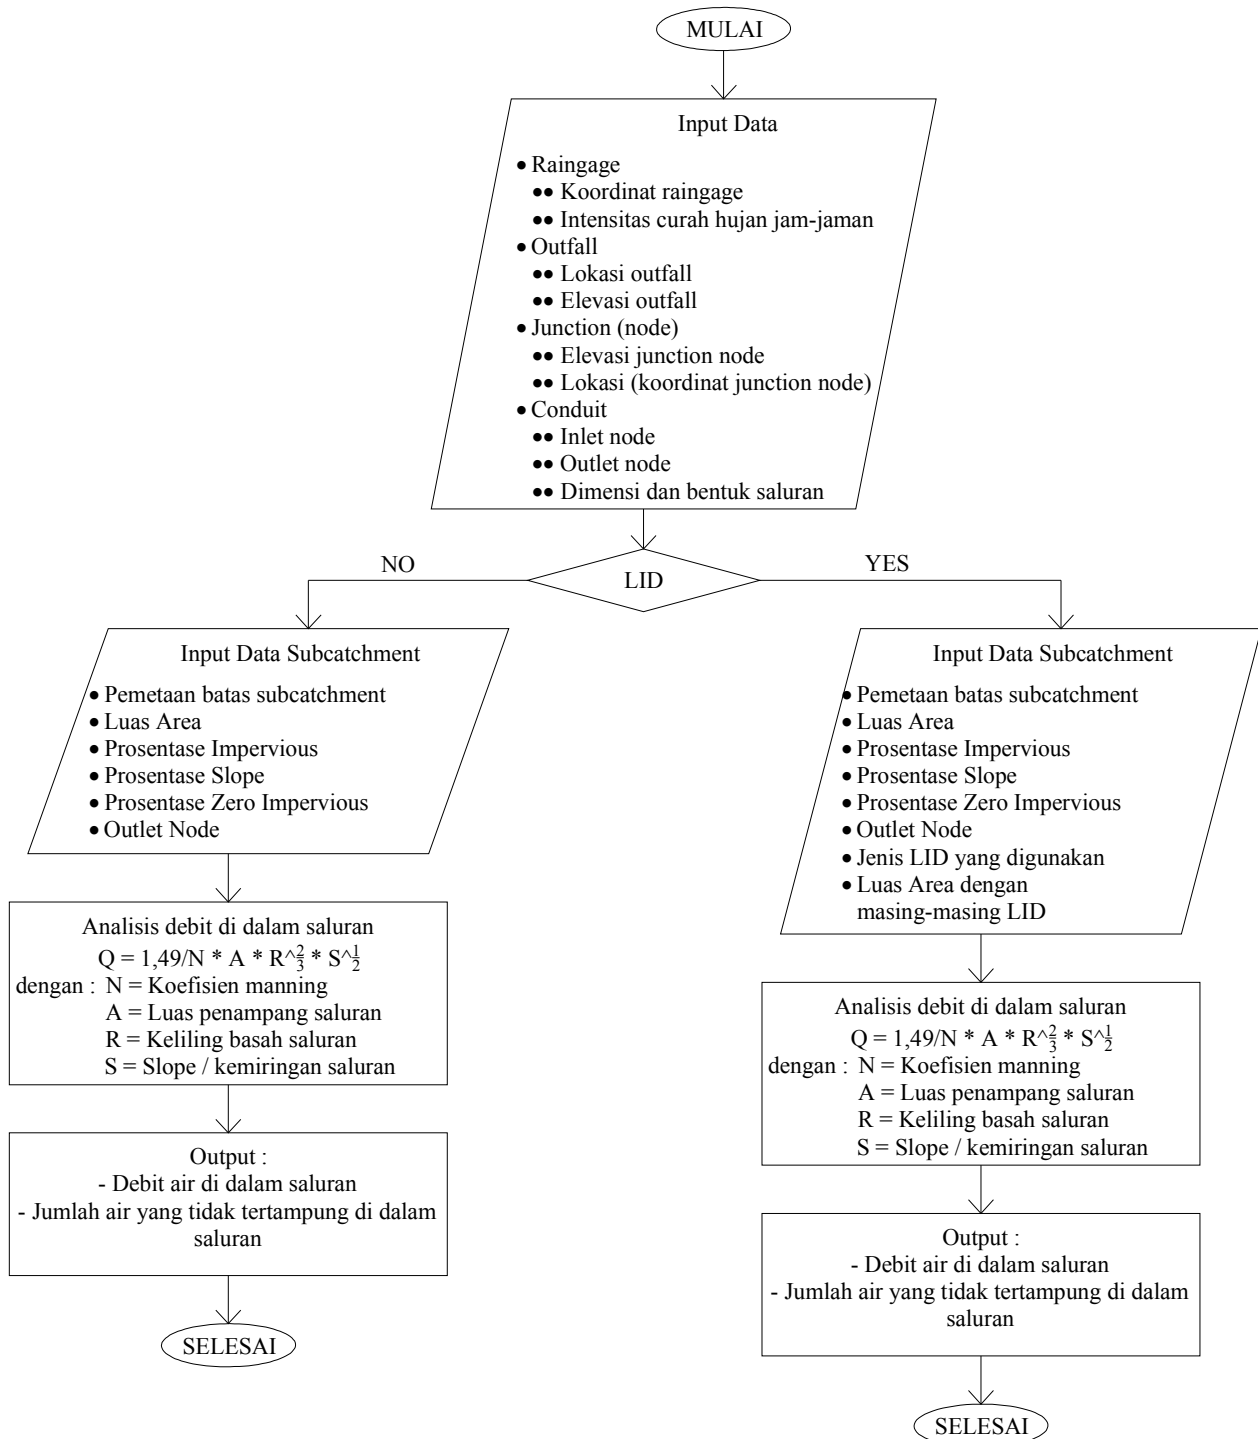 MULAI
Input Data
• Raingage
•• Koordinat raingage
•• Intensitas curah hujan jam-jaman
• Outfall
•• Lokasi outfall
•• Elevasi outfall
• Junction (node)
•• Elevasi junction node
•• Lokasi (koordinat junction node)
• Conduit
•• Inlet node
•• Outlet node
•• Dimensi dan bentuk saluran
LID
NO
Input Data Subcatchment
• Pemetaan batas subcatchment
• Luas Area
• Prosentase Impervious
• Prosentase Slope
• Prosentase Zero Impervious
• Outlet Node
Analisis debit di dalam saluran
Q = 1,49/N * A * R^2/3 * S^1/2
dengan : N = Koefisien manning
A = Luas penampang saluran
R = Keliling basah saluran
S = Slope / kemiringan saluran
Output :
- Debit air di dalam saluran
- Jumlah air yang tidak tertampung di dalam
saluran
SELESAI
YES
Input Data Subcatchment
• Pemetaan batas subcatchment
• Luas Area
• Prosentase Impervious
• Prosentase Slope
• Prosentase Zero Impervious
• Outlet Node
• Jenis LID yang digunakan
• Luas Area dengan
masing-masing LID
Analisis debit di dalam saluran
Q = 1,49/N * A * R^2/3 * S^1/2
dengan : N = Koefisien manning
A = Luas penampang saluran
R = Keliling basah saluran
S = Slope / kemiringan saluran
Output :
- Debit air di dalam saluran
- Jumlah air yang tidak tertampung di dalam
saluran
SELESAI